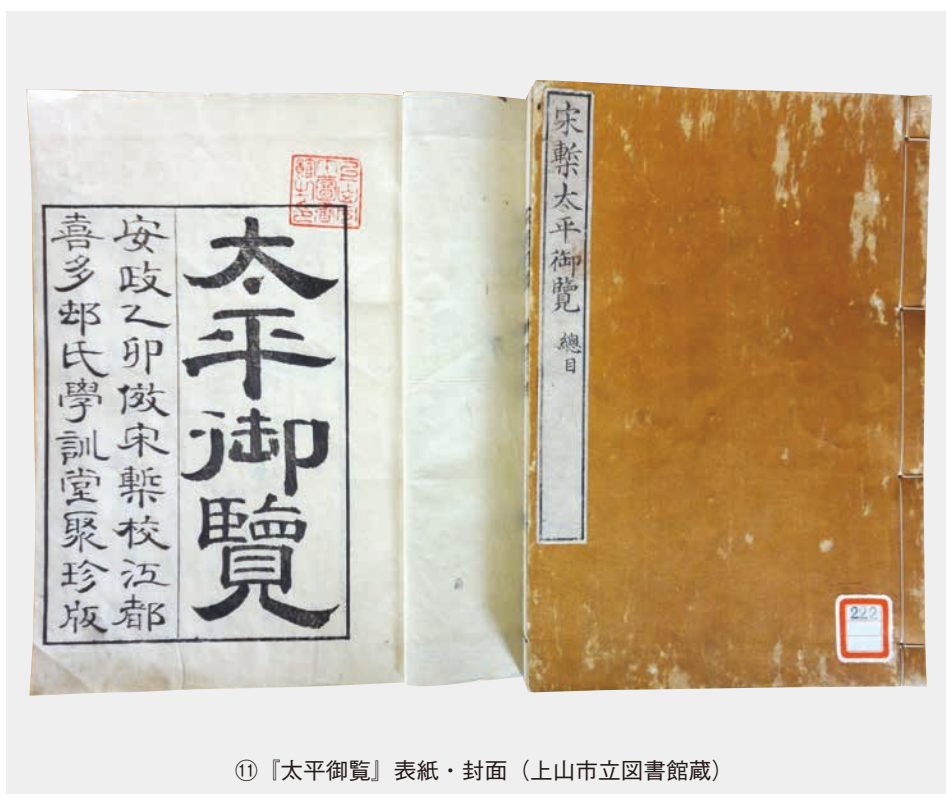 宋槧太平御覽 總目
222
太平御覽
安政乙卯倣宋槧校江都
喜多邨氏學訓堂聚珍版
⑪『太平御覧』表紙・封面（上山市立図書館蔵）